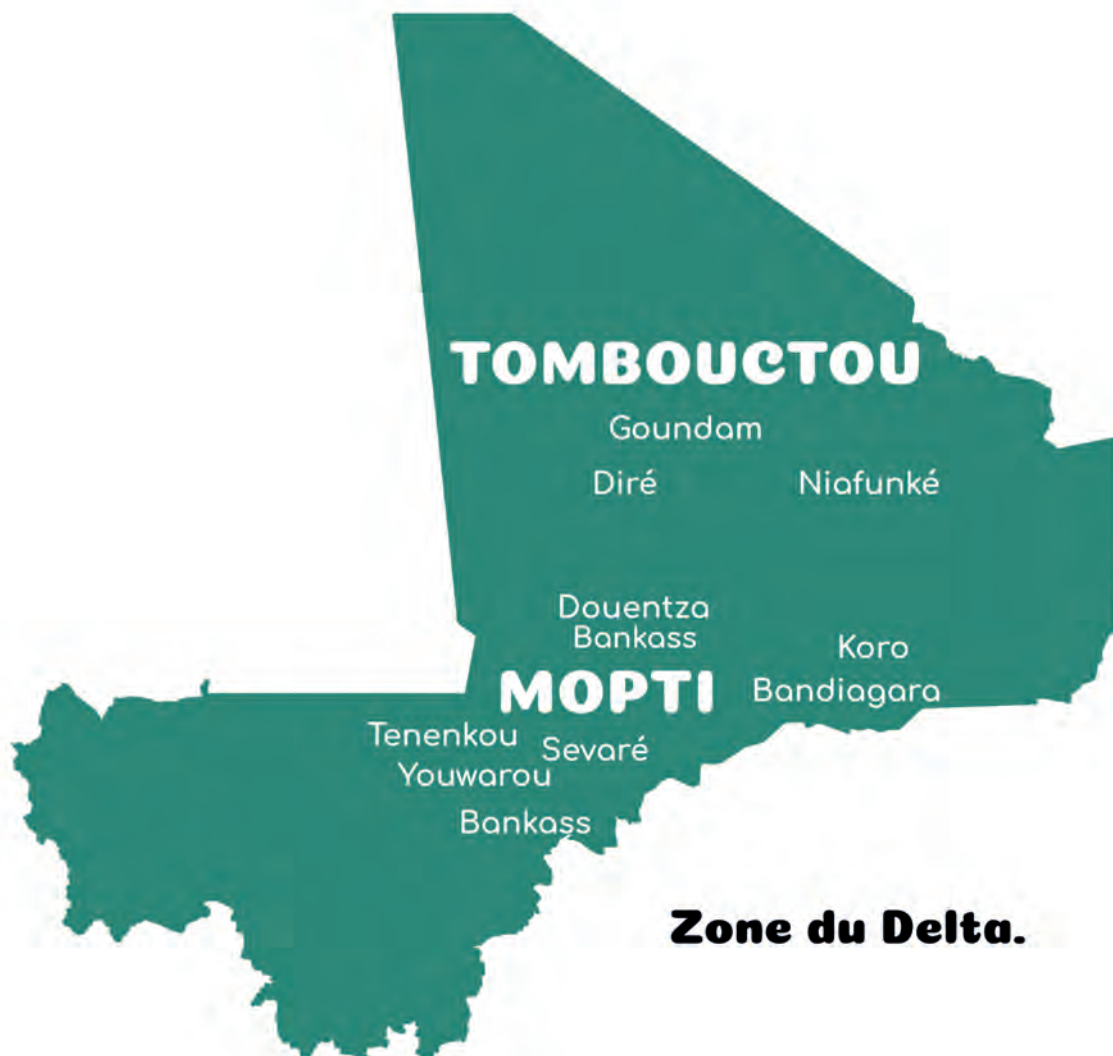 TOMBOUCTOU
Goundam
Diré Niafunké
Douentza
Bankass
Koro
MOPTI Bandiagara
Tenenkou Sevaré
Youwarou
Bankass
Zone du Delta.